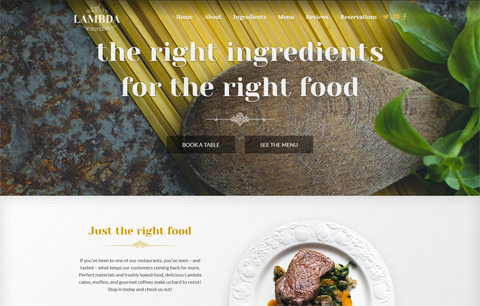 LAMBDA
Home About Ingredients Menu Reviews Reservations
the right ingredients
for the right food
BOOK A TABLE SEE THE MENU
Just the right food
If you've been to one of our restaurants, you've seen – and
tasted – what keeps our customers coming back for more.
Perfect materials and freshly baked food, delicious Lambda
cakes, muffins, and gourmet coffees make us hard to resist!
Stop in today and check us out!